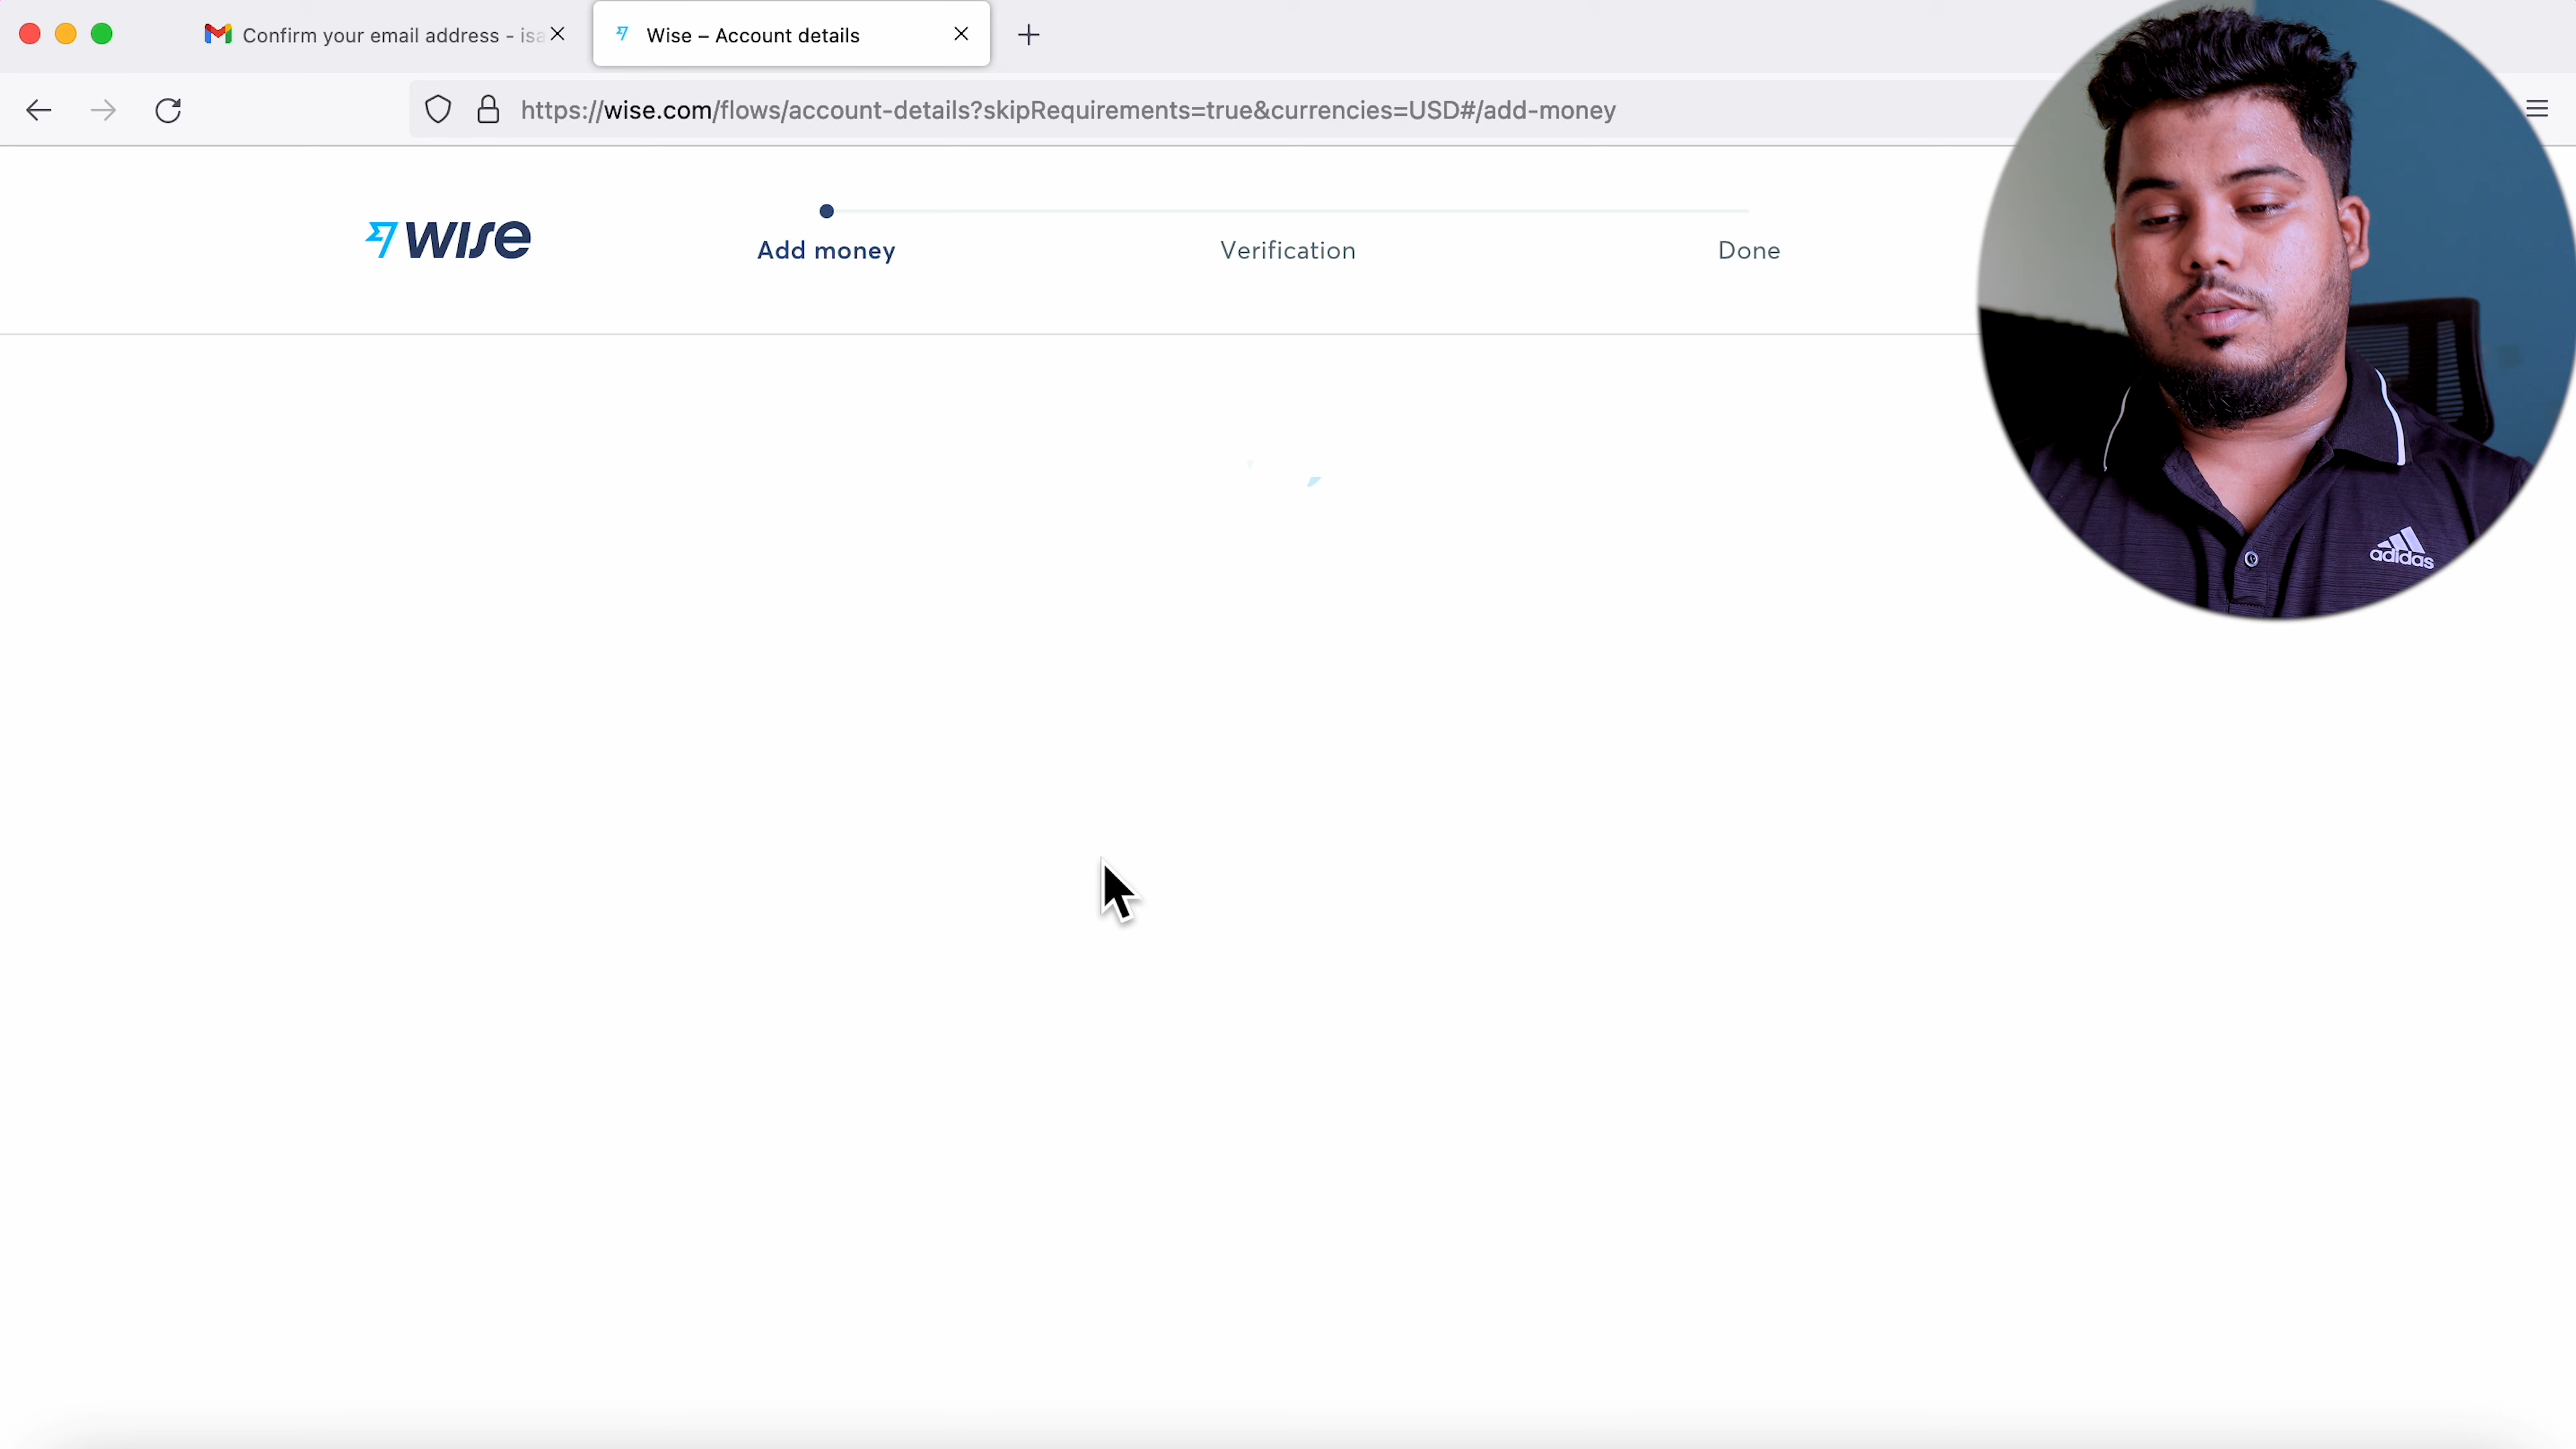 Confirm your email address - isa
Wise – Account details
https://wise.com/flows/account-details?skipRequirements=true&currencies=USD#/add-money
wise
Add money
Verification
Done
adidas